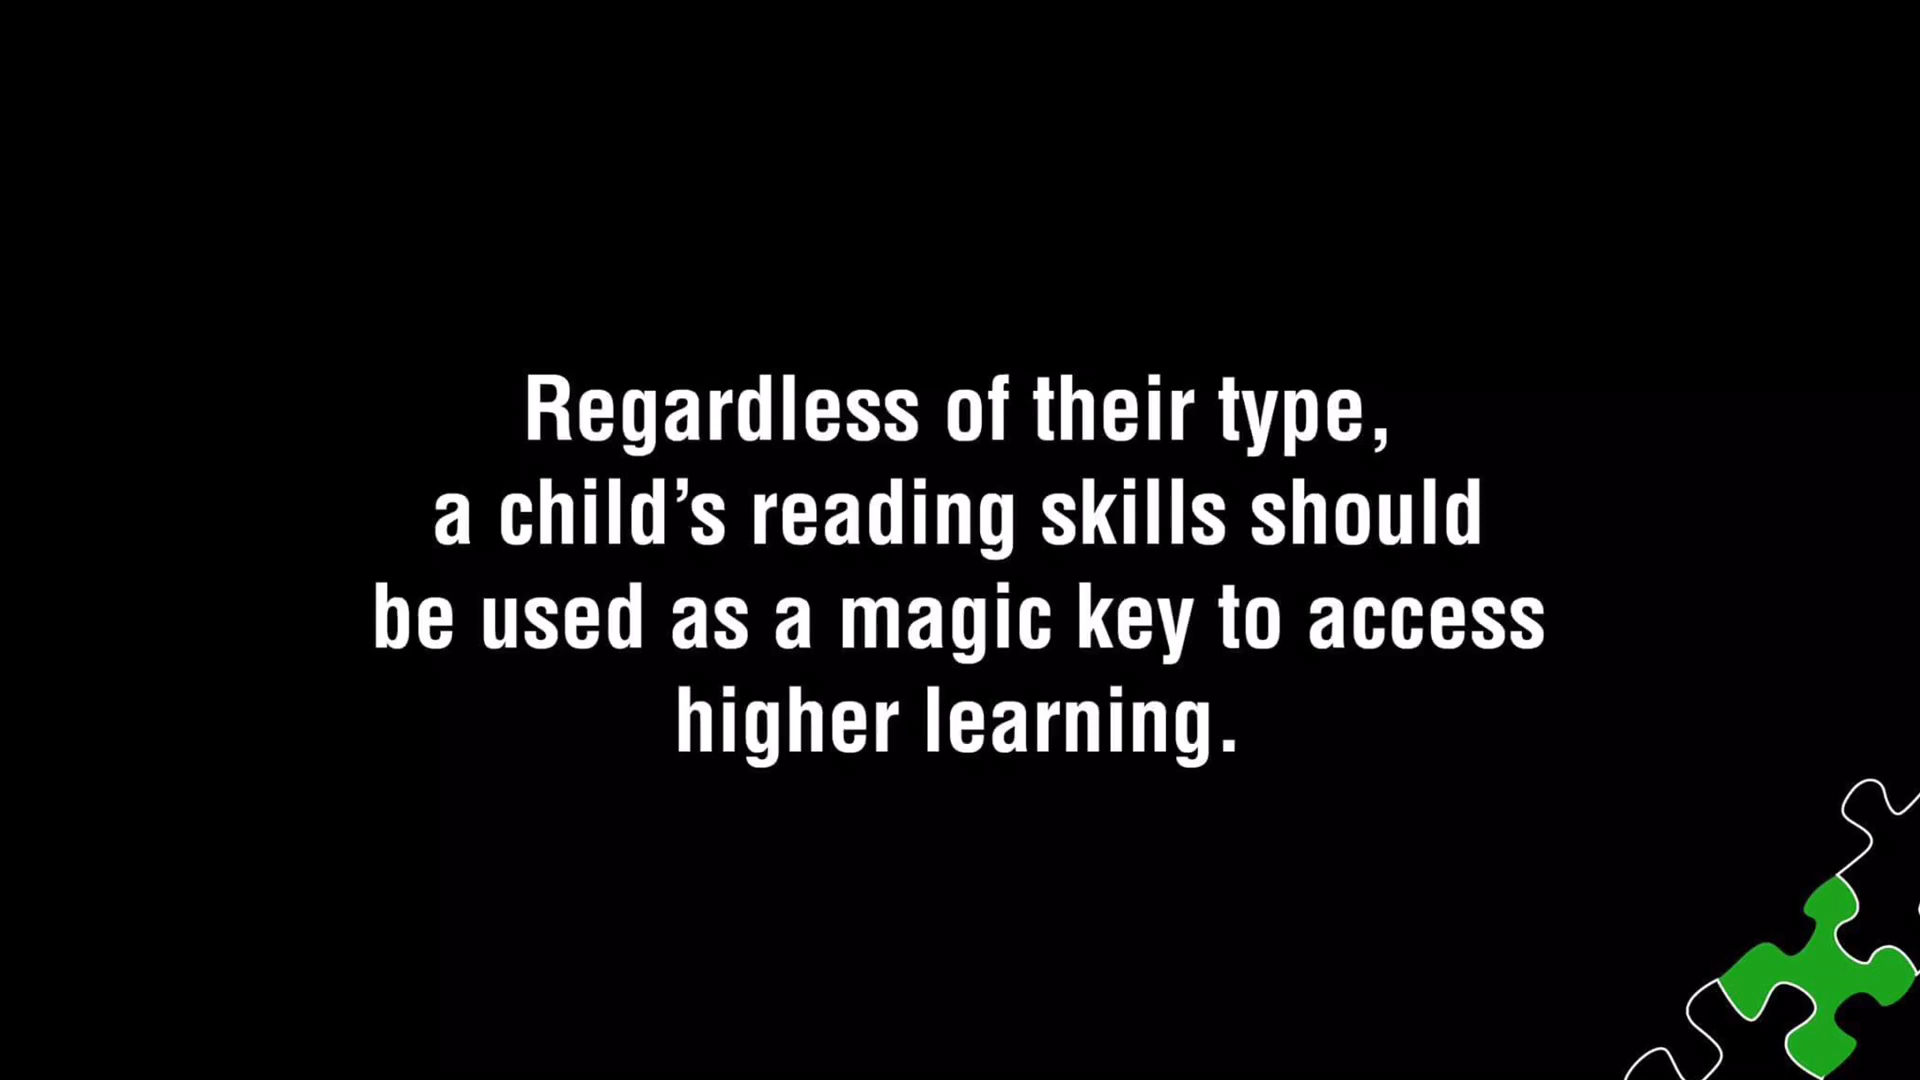 Regardless of their type,
a child’s reading skills should
be used as a magic key to access
higher learning.